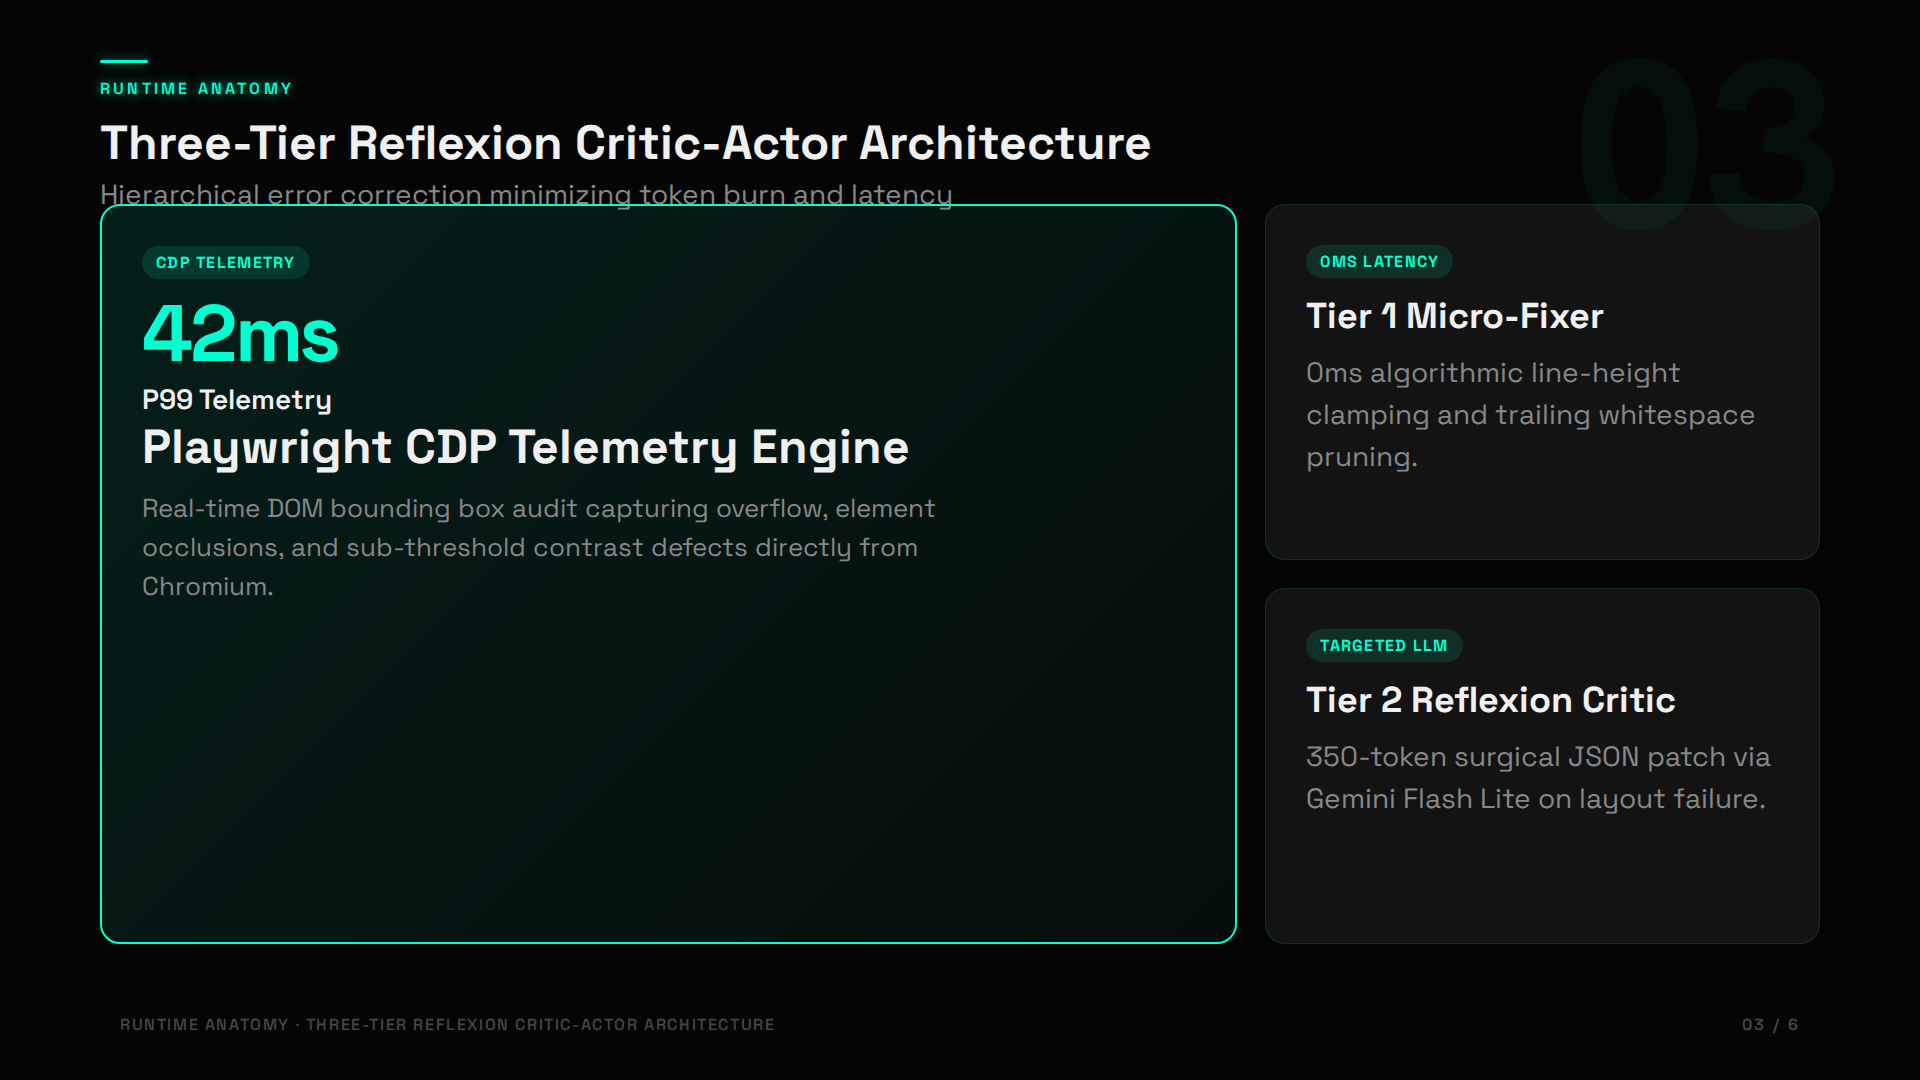 RUNTIME ANATOMY
03
Three-Tier Reflexion Critic-Actor Architecture
Hierarchical error correction minimizing token burn and latency
CDP TELEMETRY
42ms
P99 Telemetry
Playwright CDP Telemetry Engine
Real-time DOM bounding box audit capturing overflow, element
occlusions, and sub-threshold contrast defects directly from
Chromium.
0MS LATENCY
Tier 1 Micro-Fixer
0ms algorithmic line-height
clamping and trailing whitespace
pruning.
TARGETED LLM
Tier 2 Reflexion Critic
350-token surgical JSON patch via
Gemini Flash Lite on layout failure.
RUNTIME ANATOMY · THREE-TIER REFLEXION CRITIC-ACTOR ARCHITECTURE
03 / 6